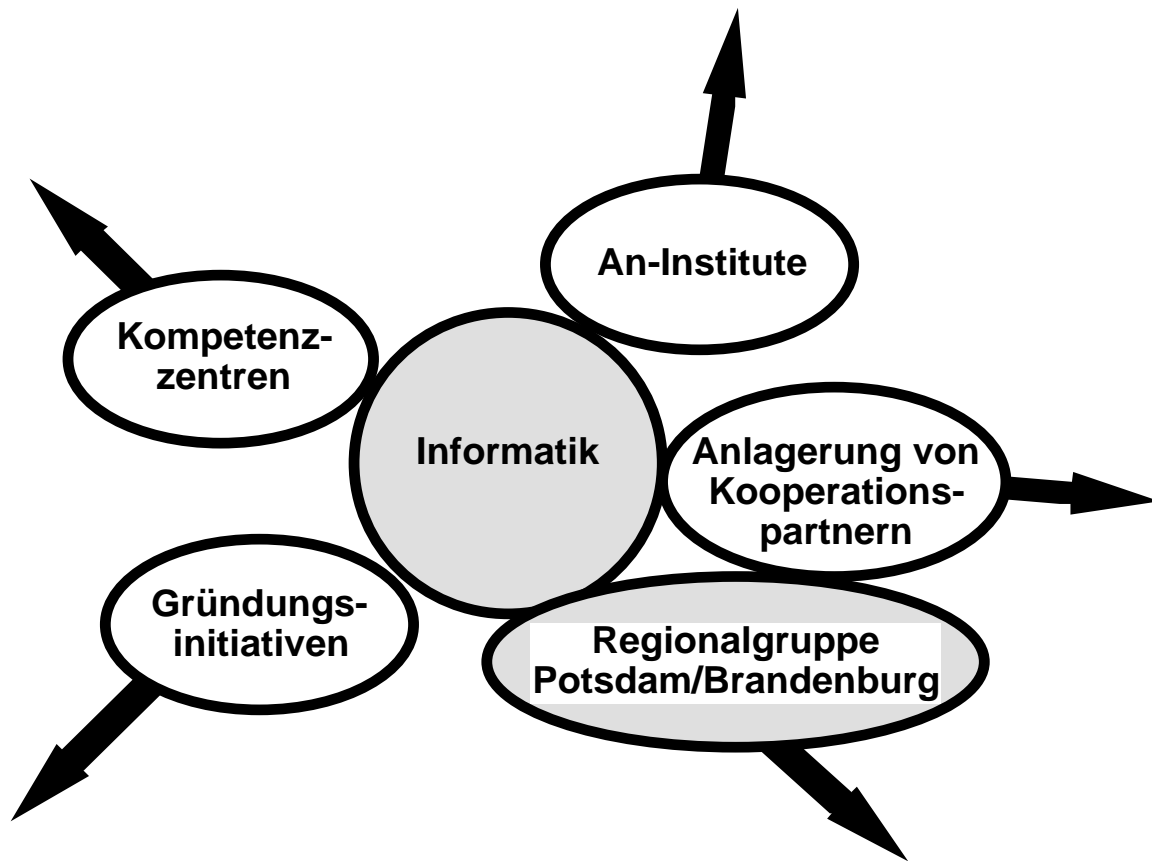 An-Institute
Kompetenz-
zentren
Informatik
Anlagerung von
Kooperations-
partnern
Gründungs-
initiativen
Regionalgruppe
Potsdam/Brandenburg